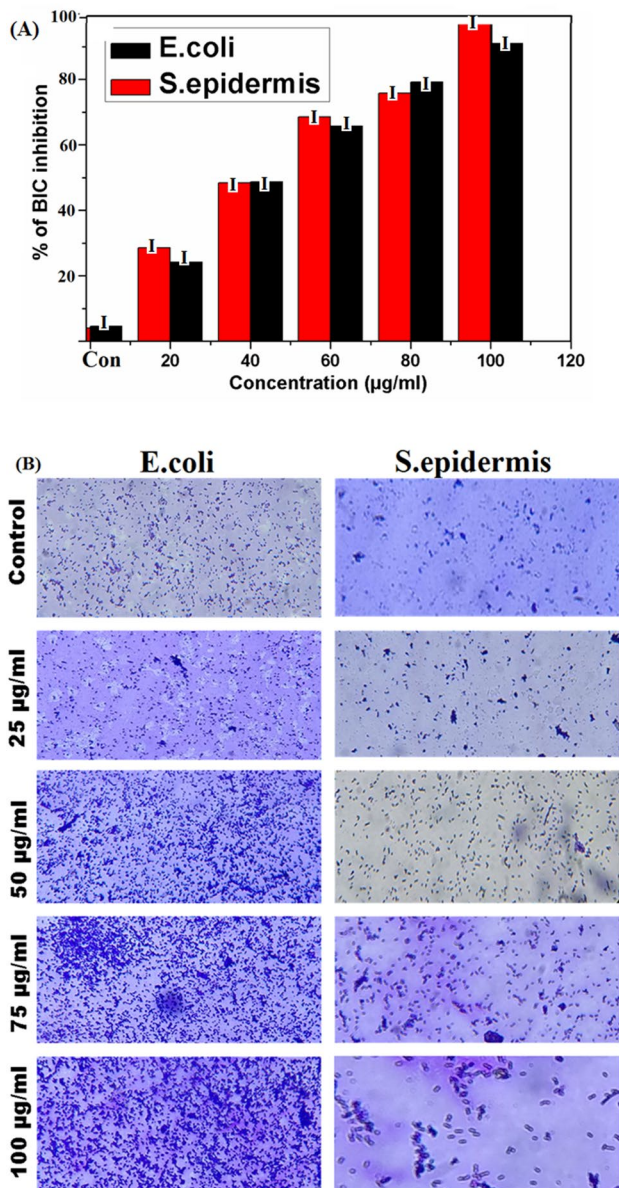 (A)
E.coli
S.epidermis
% of BIC inhibition
100
80
60
40
20
Con
20
40
60
80
100
120
Concentration (µg/ml)
(B)
E.coli
S.epidermis
Control
25 µg/ml
50 µg/ml
75 µg/ml
100 µg/ml